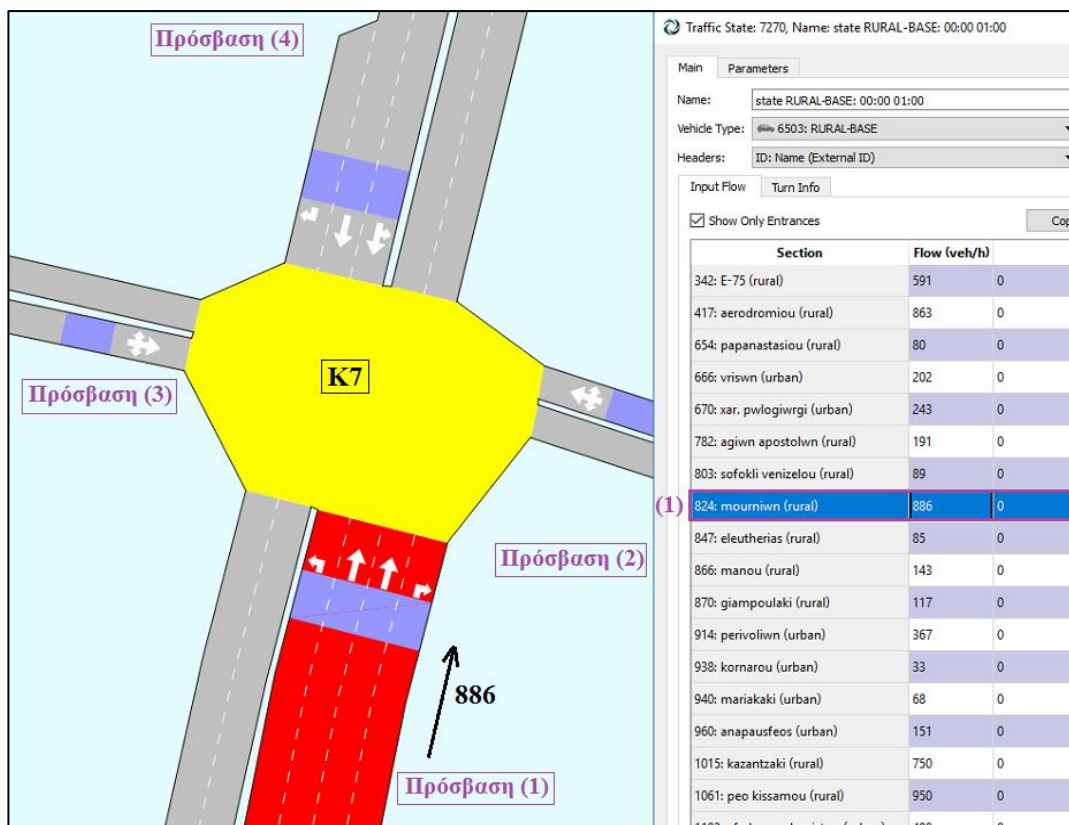 Πρόσβαση (4)
Πρόσβαση (3)
K7
Πρόσβαση (2)
886
Πρόσβαση (1)
Traffic State: 7270, Name: state RURAL-BASE: 00:00 01:00
Main Parameters
Name: state RURAL-BASE: 00:00 01:00
Vehicle Type: 6503: RURAL-BASE
Headers: ID: Name (External ID)
Input Flow Turn Info
Show Only Entrances Cop
Section Flow (veh/h)
342: E-75 (rural) 591 0
417: aerodromiou (rural) 863 0
654: papanastasiou (rural) 80 0
666: vriswn (urban) 202 0
670: xar. pwlogiwrgi (urban) 243 0
782: agiwn apostolwn (rural) 191 0
803: sofokli venizelou (rural) 89 0
(1) 824: mourniwn (rural) 886 0
847: eleutherias (rural) 85 0
866: manou (rural) 143 0
870: giampoulaki (rural) 117 0
914: perivoliwn (urban) 367 0
938: kornarou (urban) 33 0
940: mariakaki (urban) 68 0
960: anapausfeos (urban) 151 0
1015: kazantzaki (rural) 750 0
1061: peo kissamou (rural) 950 0